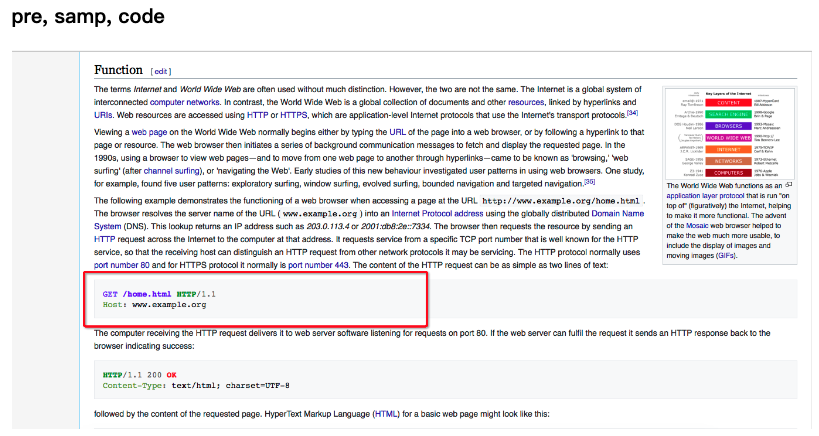 pre, samp, code
Function [edit]
The terms Internet and World Wide Web are often used without much distinction. However, the two are not the same. The Internet is a global system of
interconnected computer networks. In contrast, the World Wide Web is a global collection of documents and other resources, linked by hyperlinks and
URIs. Web resources are accessed using HTTP or HTTPS, which are application-level Internet protocols that use the Internet's transport protocols.[34]
Viewing a web page on the World Wide Web normally begins either by typing the URL of the page into a web browser, or by following a hyperlink to that
page or resource. The web browser then initiates a series of background communication messages to fetch and display the requested page. In the
1990s, using a browser to view web pages—and to move from one web page to another through hyperlinks—came to be known as 'browsing,' 'web
surfing' (after channel surfing), or 'navigating the Web'. Early studies of this new behaviour investigated user patterns in using web browsers. One study,
for example, found five user patterns: exploratory surfing, window surfing, evolved surfing, bounded navigation and targeted navigation.[35]
The following example demonstrates the functioning of a web browser when accessing a page at the URL http://www.example.org/home.html .
The browser resolves the server name of the URL ( www.example.org ) into an Internet Protocol address using the globally distributed Domain Name
System (DNS). This lookup returns an IP address such as 203.0.113.4 or 2001:db8:2e::7334. The browser then requests the resource by sending an
HTTP request across the Internet to the computer at that address. It requests service from a specific TCP port number that is well known for the HTTP
service, so that the receiving host can distinguish an HTTP request from other network protocols it may be servicing. The HTTP protocol normally uses
port number 80 and for HTTPS protocol it normally is port number 443. The content of the HTTP request can be as simple as two lines of text:
GET /home.html HTTP/1.1
Host: www.example.org
The computer receiving the HTTP request delivers it to web server software listening for requests on port 80. If the web server can fulfil the request it sends an HTTP response back to the
browser indicating success:
HTTP/1.1 200 OK
Content-Type: text/html; charset=UTF-8
followed by the content of the requested page. HyperText Markup Language (HTML) for a basic web page might look like this:
Key Layers of the Internet
CONTENT
SEARCH ENGINE
BROWSERS
WORLD WIDE WEB
INTERNET
NETWORKS
COMPUTERS
The World Wide Web functions as an
application layer protocol that is run "on
top of" (figuratively) the Internet, helping
to make it more functional. The advent
of the Mosaic web browser helped to
make the web much more usable, to
include the display of images and
moving images (GIFs).